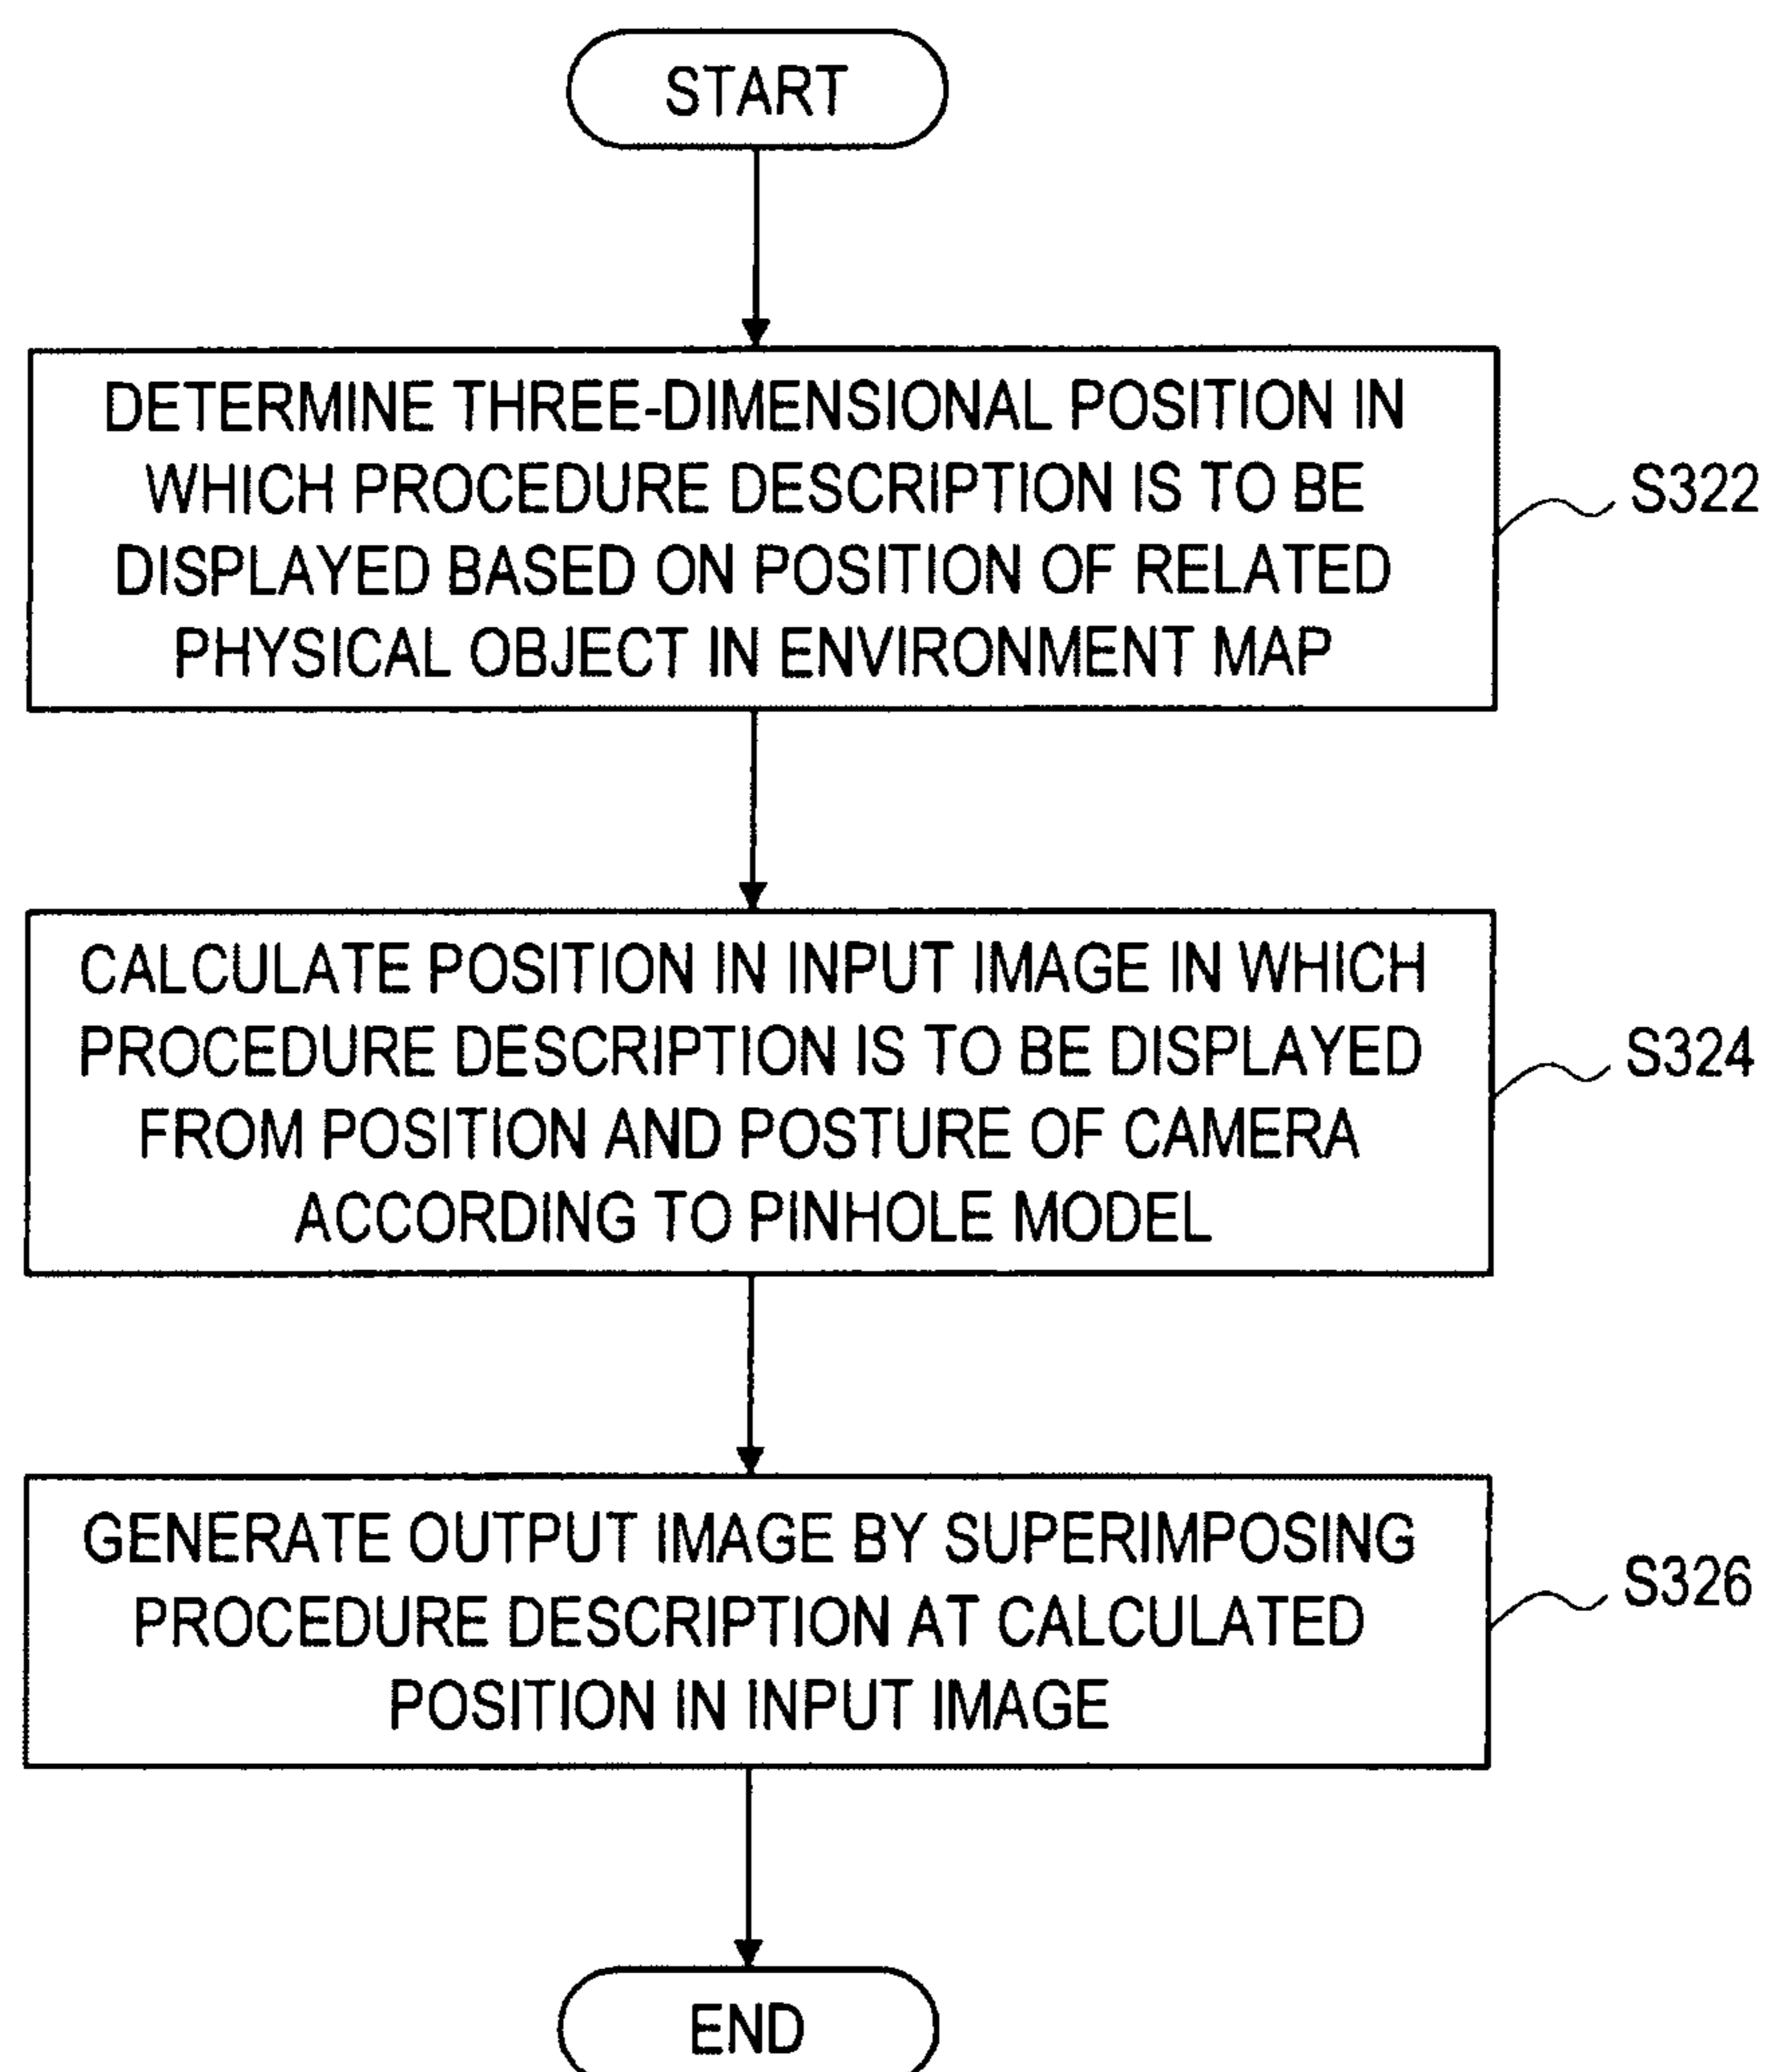 START
DETERMINE THREE-DIMENSIONAL POSITION IN
WHICH PROCEDURE DESCRIPTION IS TO BE
DISPLAYED BASED ON POSITION OF RELATED
PHYSICAL OBJECT IN ENVIRONMENT MAP
S322
CALCULATE POSITION IN INPUT IMAGE IN WHICH
PROCEDURE DESCRIPTION IS TO BE DISPLAYED
FROM POSITION AND POSTURE OF CAMERA
ACCORDING TO PINHOLE MODEL
S324
GENERATE OUTPUT IMAGE BY SUPERIMPOSING
PROCEDURE DESCRIPTION AT CALCULATED
POSITION IN INPUT IMAGE
S326
END